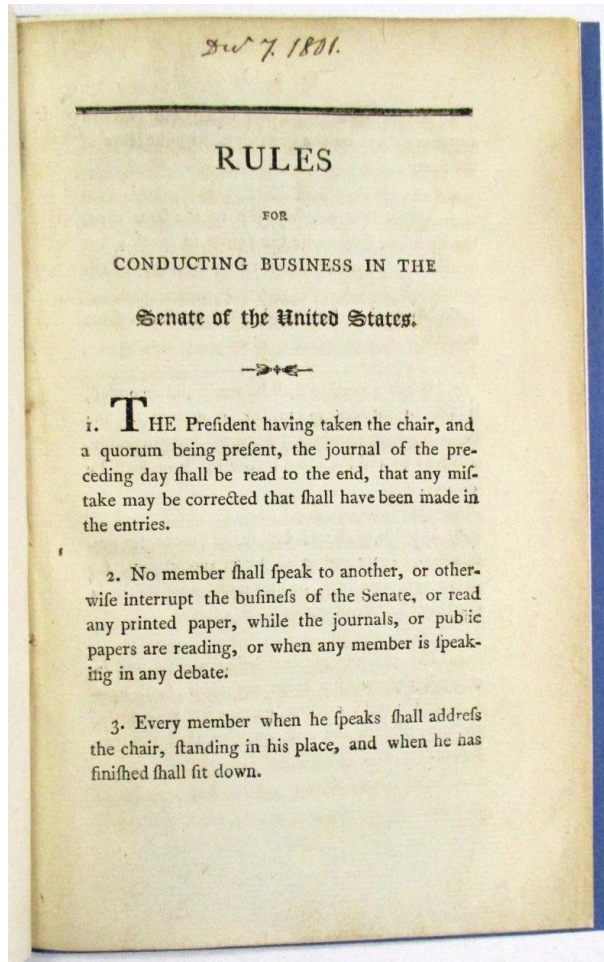 Dec 7. 1801.
RULES
FOR
CONDUCTING BUSINESS IN THE
Senate of the United States.
1. THE Preſident having taken the chair, and
a quorum being preſent, the journal of the pre-
ceding day ſhall be read to the end, that any miſ-
take may be corrected that ſhall have been made in
the entries.
2. No member ſhall ſpeak to another, or other-
wiſe interrupt the buſineſs of the Senate, or read
any printed paper, while the journals, or public
papers are reading, or when any member is ſpeak-
ing in any debate.
3. Every member when he ſpeaks ſhall addreſs
the chair, ſtanding in his place, and when he has
finiſhed ſhall ſit down.